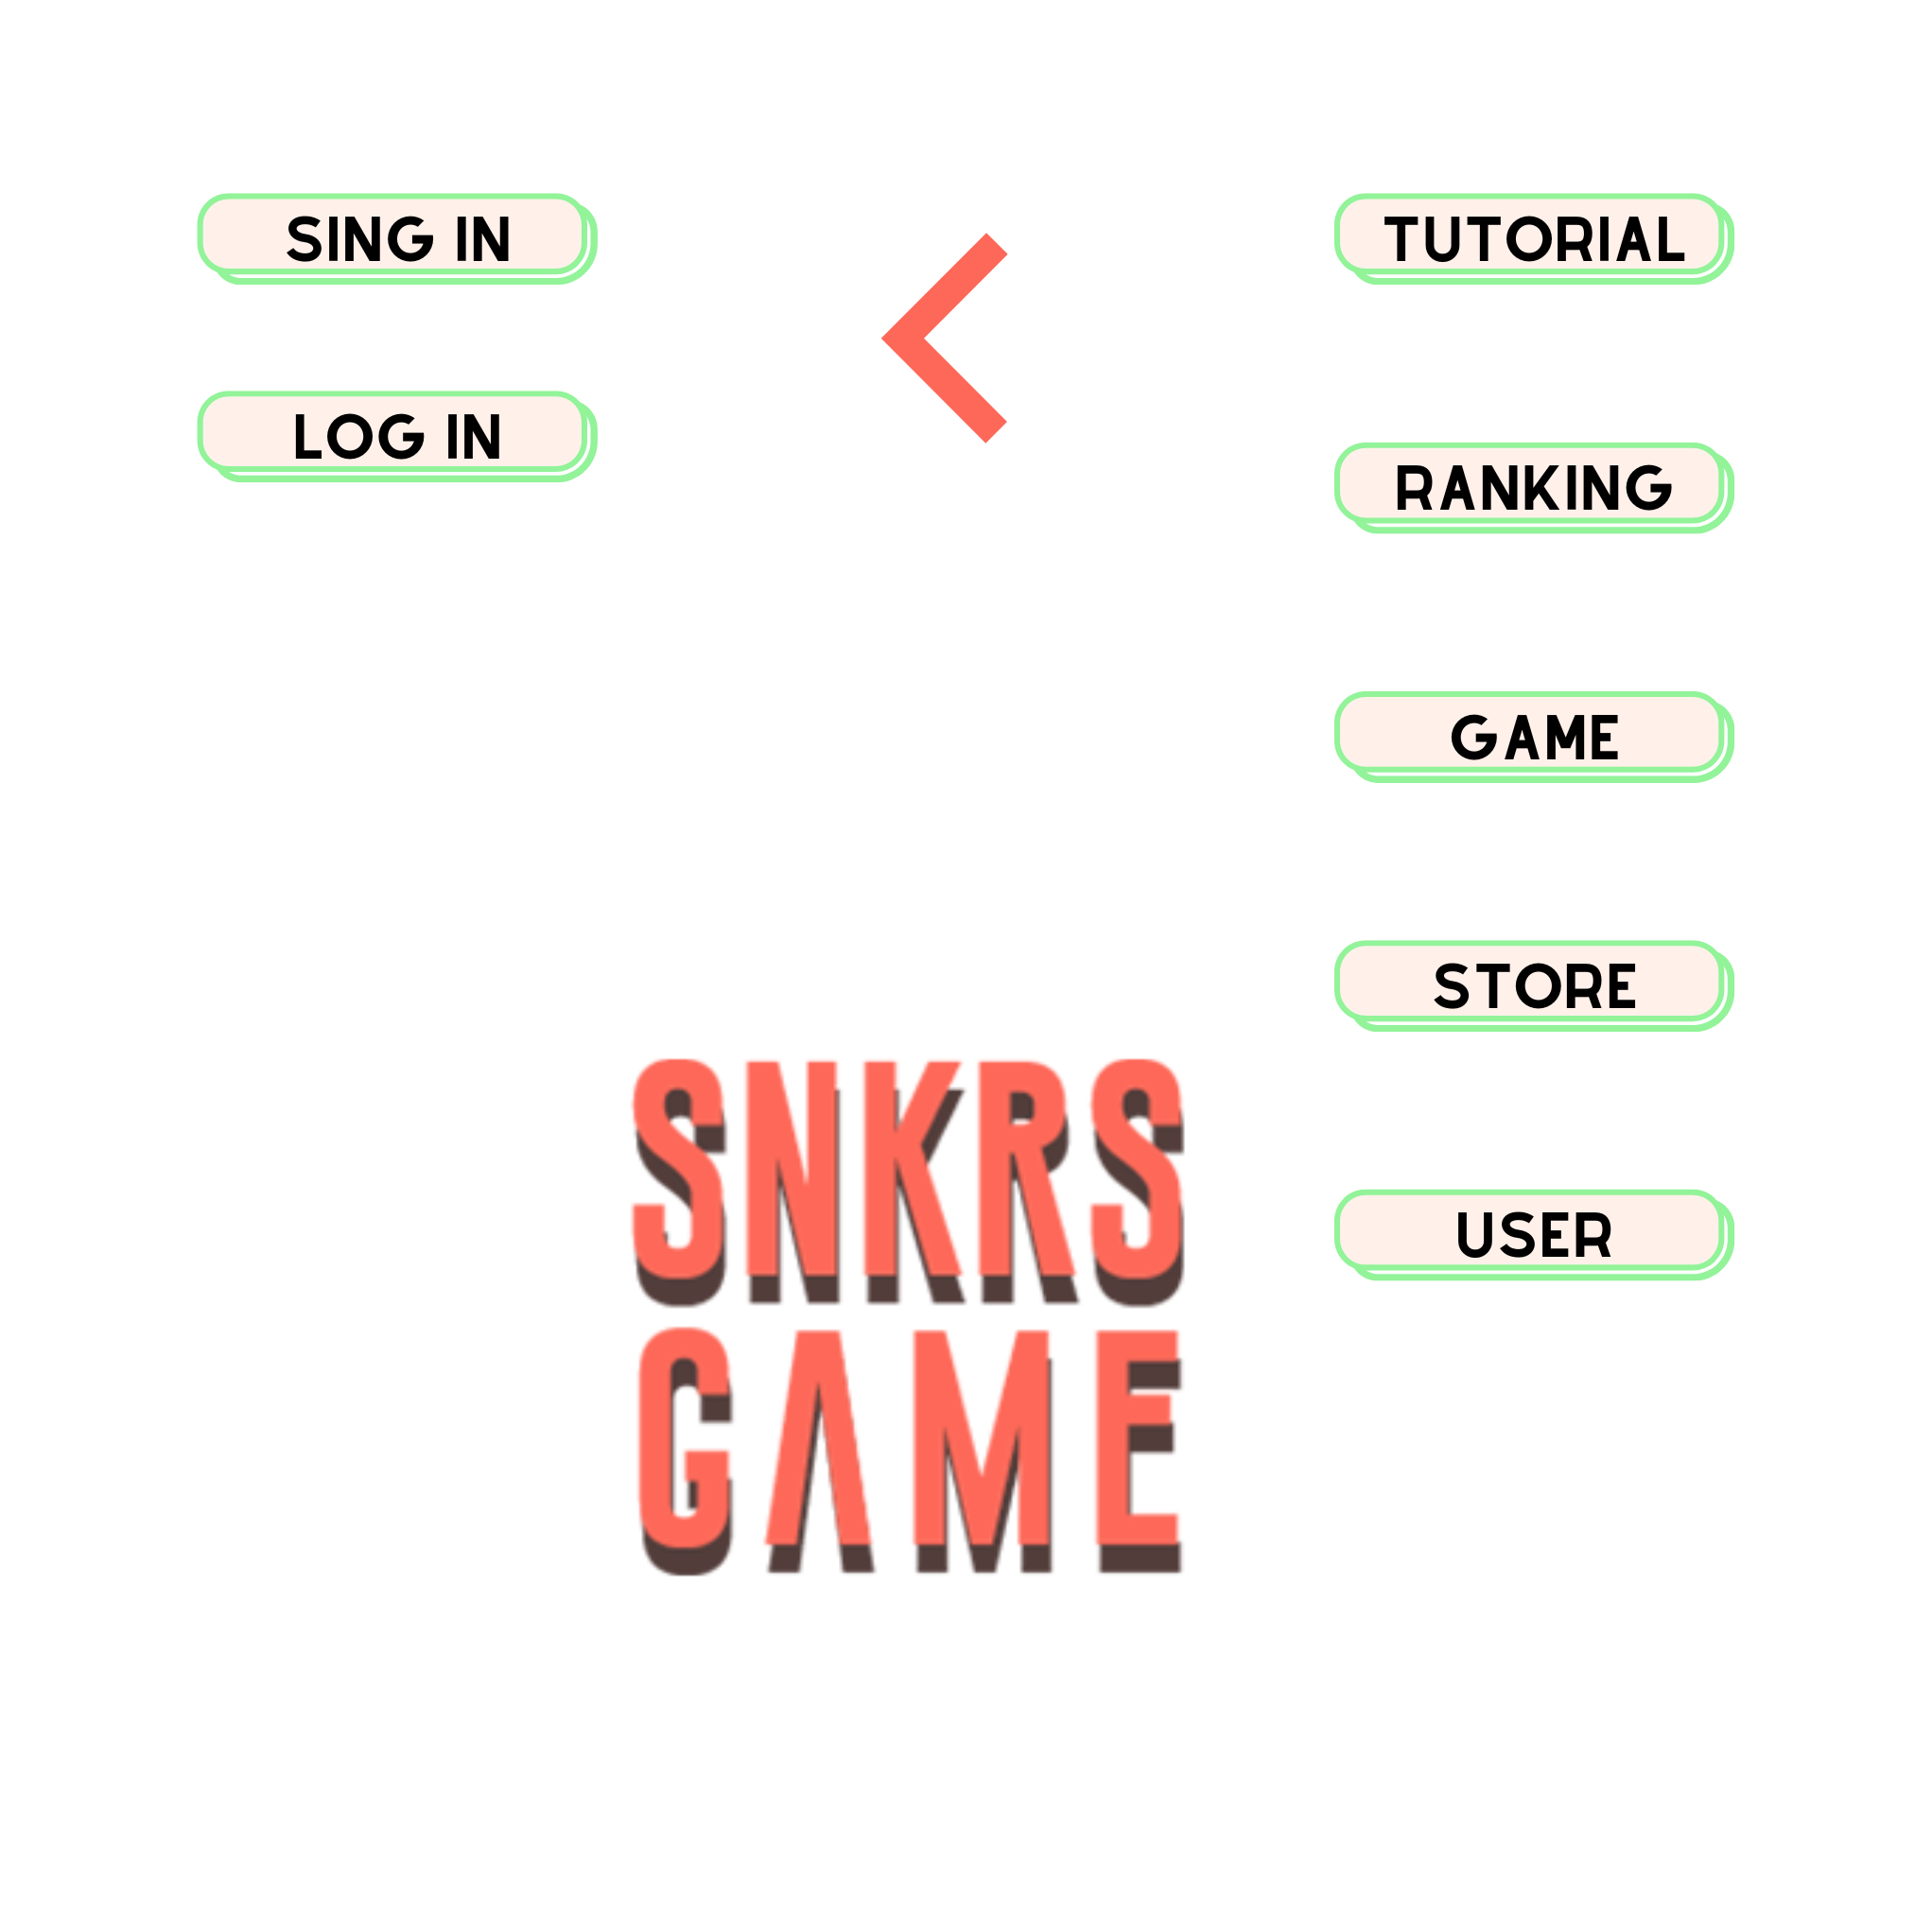 SING IN
LOG IN
TUTORIAL
RANKING
GAME
STORE
USER
SNKRS
GAME